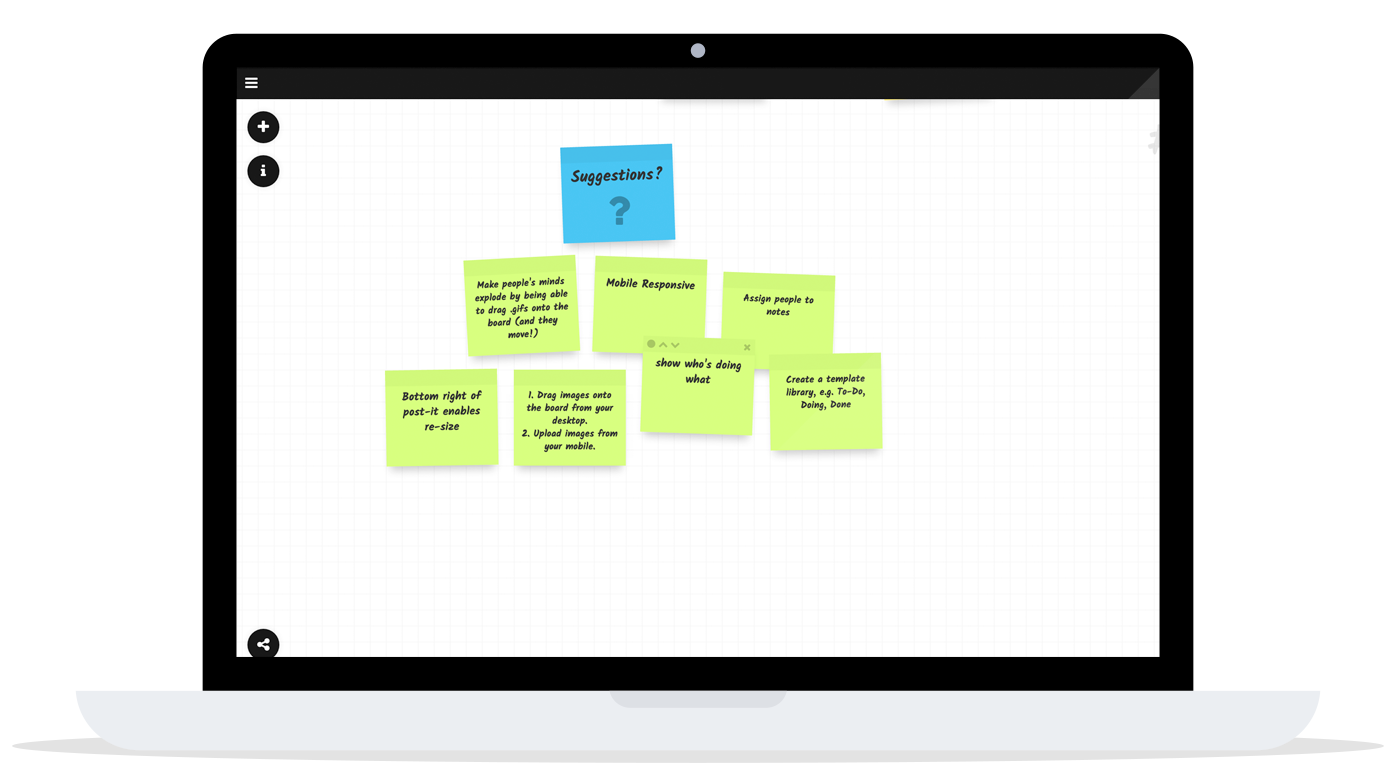 Suggestions?
?
Make people's minds
explode by being able
to drag .gifs onto the
board (and they
move!)
Mobile Responsive
Assign people to
notes
Bottom right of
post-it enables
re-size
1. Drag images onto
the board from your
desktop.
2. Upload images from
your mobile.
show who's doing
what
Create a template
library, e.g. To-Do,
Doing, Done